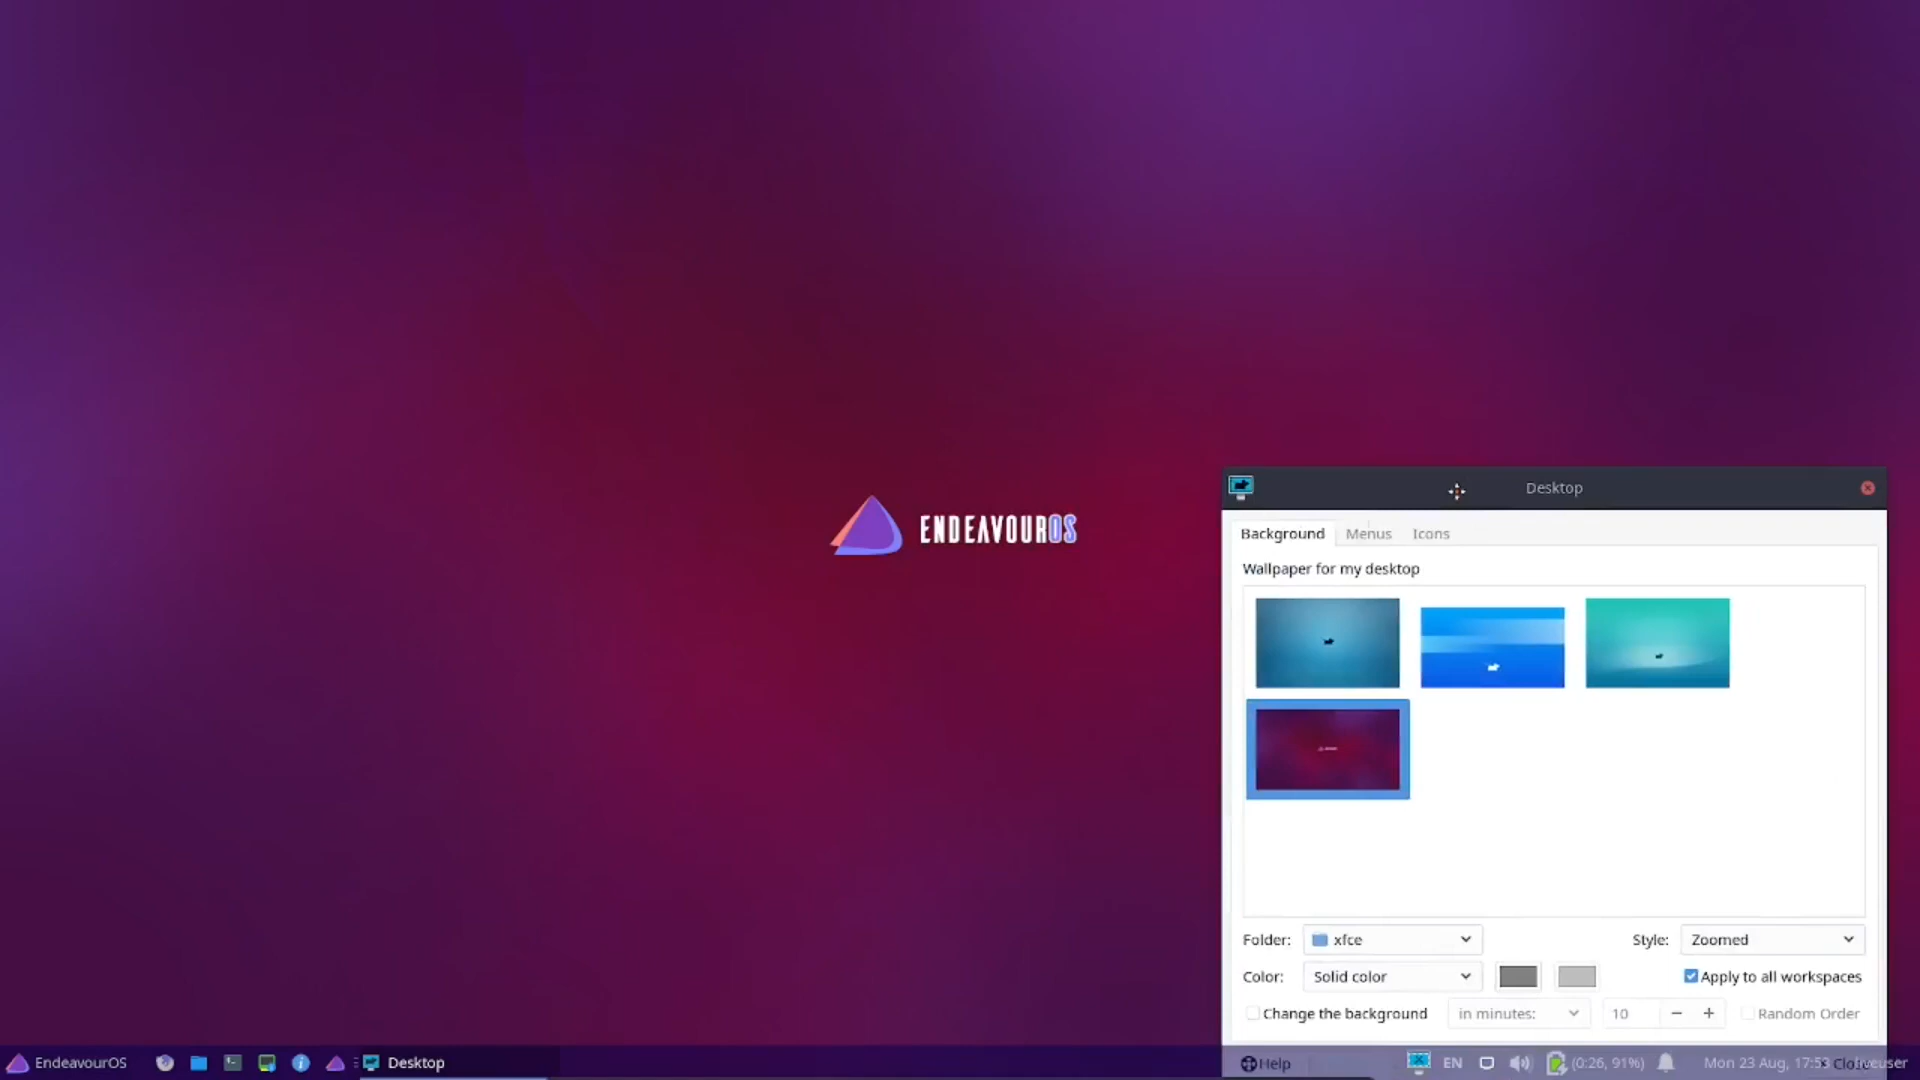 ENDEAVOUROS
Desktop
Background Menus Icons
Wallpaper for my desktop
Folder: xfce Style: Zoomed
Color: Solid color Apply to all workspaces
Change the background in minutes: 10 Random Order
EndeavourOS Desktop Help EN (0:26, 91%) Mon 23 Aug, 17:53